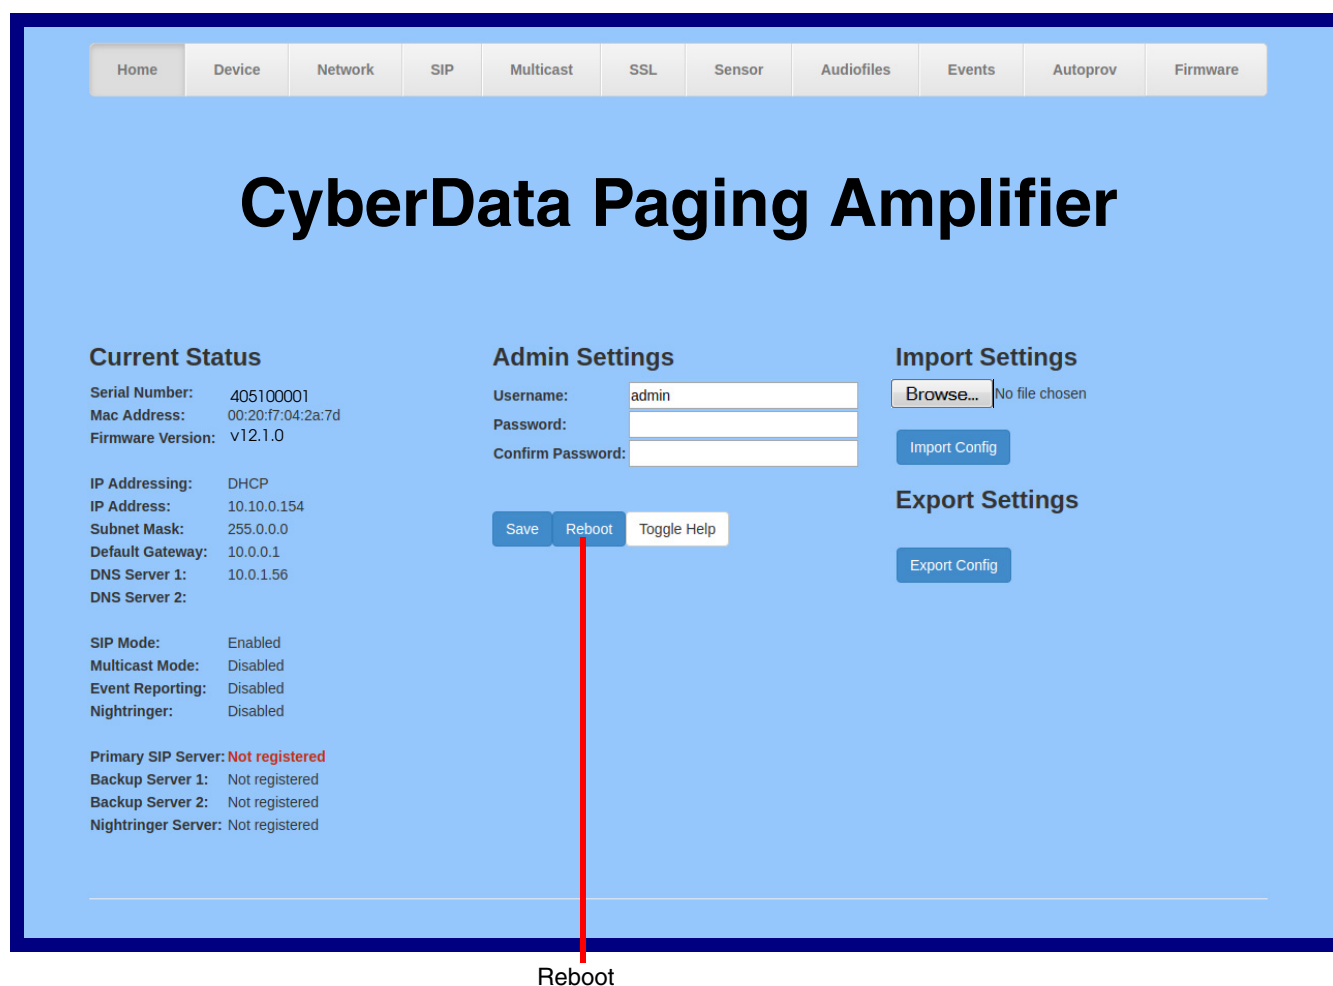 Home Device Network SIP Multicast SSL Sensor Audiofiles Events Autoprov Firmware
CyberData Paging Amplifier
Current Status
Serial Number: 405100001
Mac Address: 00:20:f7:04:2a:7d
Firmware Version: v12.1.0
IP Addressing: DHCP
IP Address: 10.10.0.154
Subnet Mask: 255.0.0.0
Default Gateway: 10.0.0.1
DNS Server 1: 10.0.1.56
DNS Server 2:
SIP Mode: Enabled
Multicast Mode: Disabled
Event Reporting: Disabled
Nightringer: Disabled
Primary SIP Server: Not registered
Backup Server 1: Not registered
Backup Server 2: Not registered
Nightringer Server: Not registered
Admin Settings
Username: admin
Password:
Confirm Password:
Save Reboot Toggle Help
Import Settings
Browse... No file chosen
Import Config
Export Settings
Export Config
Reboot